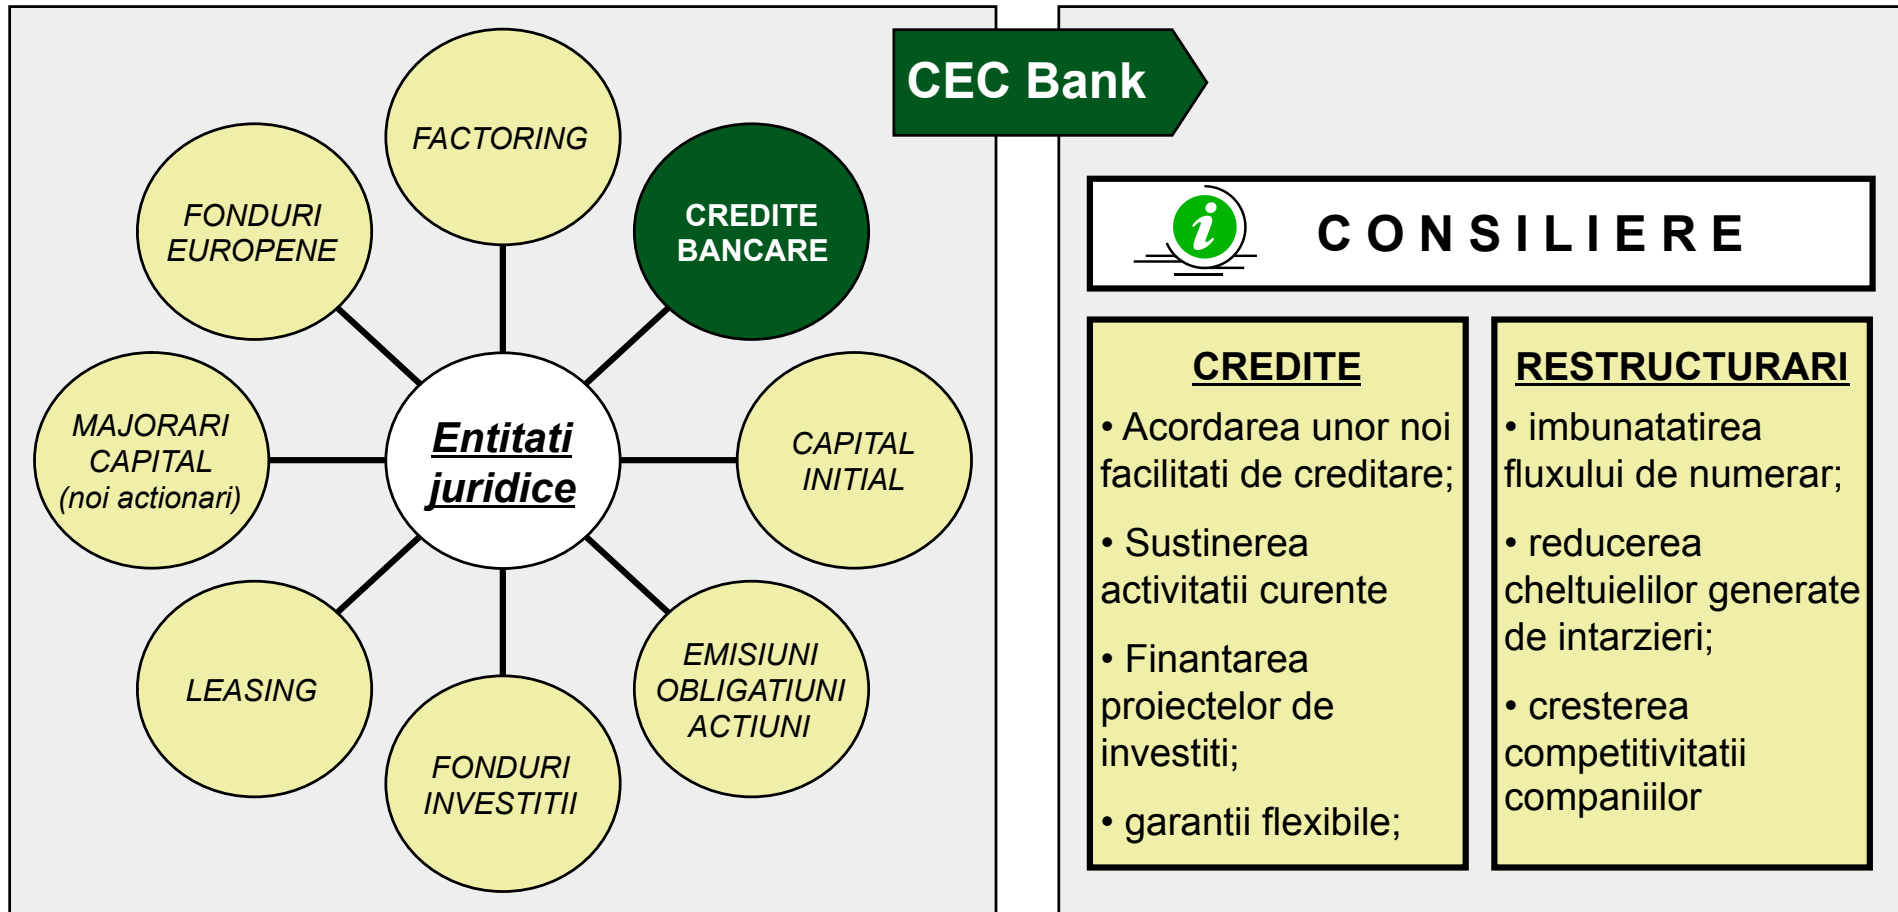 CEC Bank
FACTORING
FONDURI
EUROPENE
CREDITE
BANCARE
MAJORARI
CAPITAL
(noi actionari)
Entitati
juridice
CAPITAL
INITIAL
LEASING
EMISIUNI
OBLIGATIUNI
ACTIUNI
FONDURI
INVESTITII
i
CONSILIERE
CREDITE
• Acordarea unor noi
facilitati de creditare;
• Sustinerea
activitatii curente
• Finantarea
proiectelor de
investiti;
• garantii flexibile;
RESTRUCTURARI
• imbunatatirea
fluxului de numerar;
• reducerea
cheltuielilor generate
de intarzieri;
• cresterea
competitivitatii
companiilor